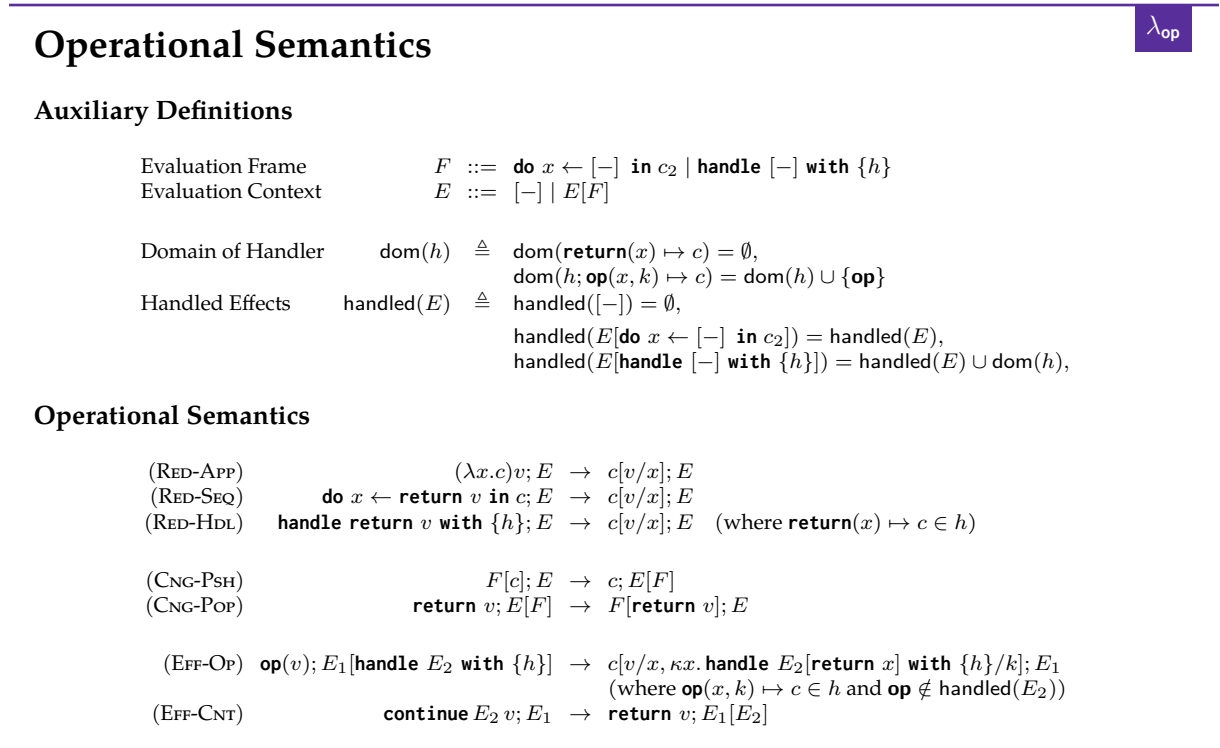 λop
Operational Semantics
Auxiliary Definitions
Evaluation Frame F ::= do x ← [−] in c₂ | handle [−] with {h}
Evaluation Context E ::= [−] | E[F]
Domain of Handler dom(h) ≜ dom(return(x) ↦ c) = ∅,
dom(h; op(x, k) ↦ c) = dom(h) ∪ {op}
Handled Effects handled(E) ≜ handled([−]) = ∅,
handled(E[do x ← [−] in c₂]) = handled(E),
handled(E[handle [−] with {h}]) = handled(E) ∪ dom(h),
Operational Semantics
(Red-App) (λx.c)v; E → c[v/x]; E
(Red-Seq) do x ← return v in c; E → c[v/x]; E
(Red-Hdl) handle return v with {h}; E → c[v/x]; E (where return(x) ↦ c ∈ h)
(Cng-Psh) F[c]; E → c; E[F]
(Cng-Pop) return v; E[F] → F[return v]; E
(Eff-Op) op(v); E₁[handle E₂ with {h}] → c[v/x, κx. handle E₂[return x] with {h}/k]; E₁
(where op(x, k) ↦ c ∈ h and op ∉ handled(E₂))
(Eff-Cnt) continue E₂ v; E₁ → return v; E₁[E₂]